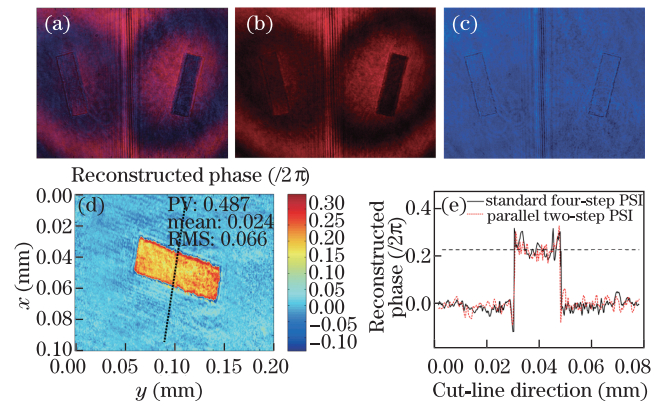 (a)
(b)
(c)
Reconstructed phase (/2π)
(d)
PV: 0.487
mean: 0.024
RMS: 0.066
0.00
0.02
0.04
0.06
0.08
0.10
x (mm)
0.00 0.05 0.10 0.15 0.20
y (mm)
0.30
0.25
0.20
0.15
0.10
0.05
0.00
−0.05
−0.10
(e)
standard four-step PSI
parallel two-step PSI
Reconstructed
phase (/2π)
0.4
0.2
0.0
0.00 0.02 0.04 0.06 0.08
Cut-line direction (mm)